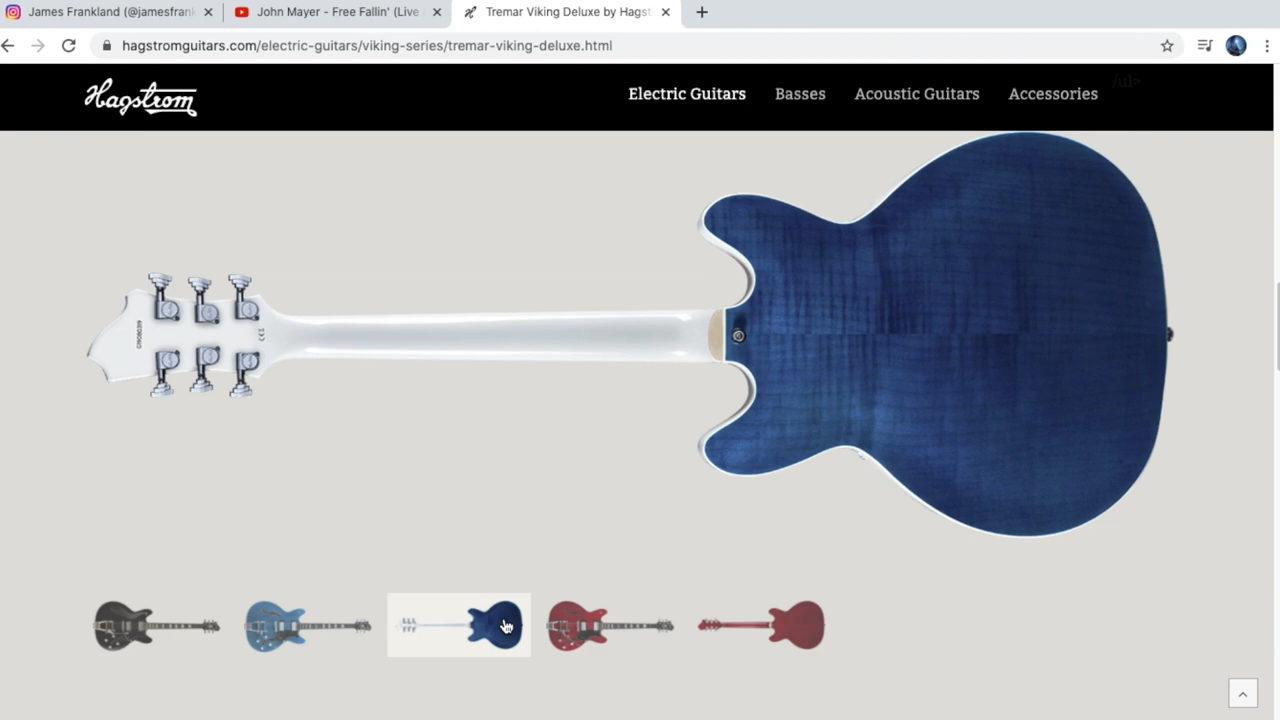 James Frankland (@jamesfran
John Mayer - Free Fallin' (Live
Tremar Viking Deluxe by Hagst
hagstromguitars.com/electric-guitars/viking-series/tremar-viking-deluxe.html
Hagstrom
Electric Guitars
Basses
Acoustic Guitars
Accessories
/ul>